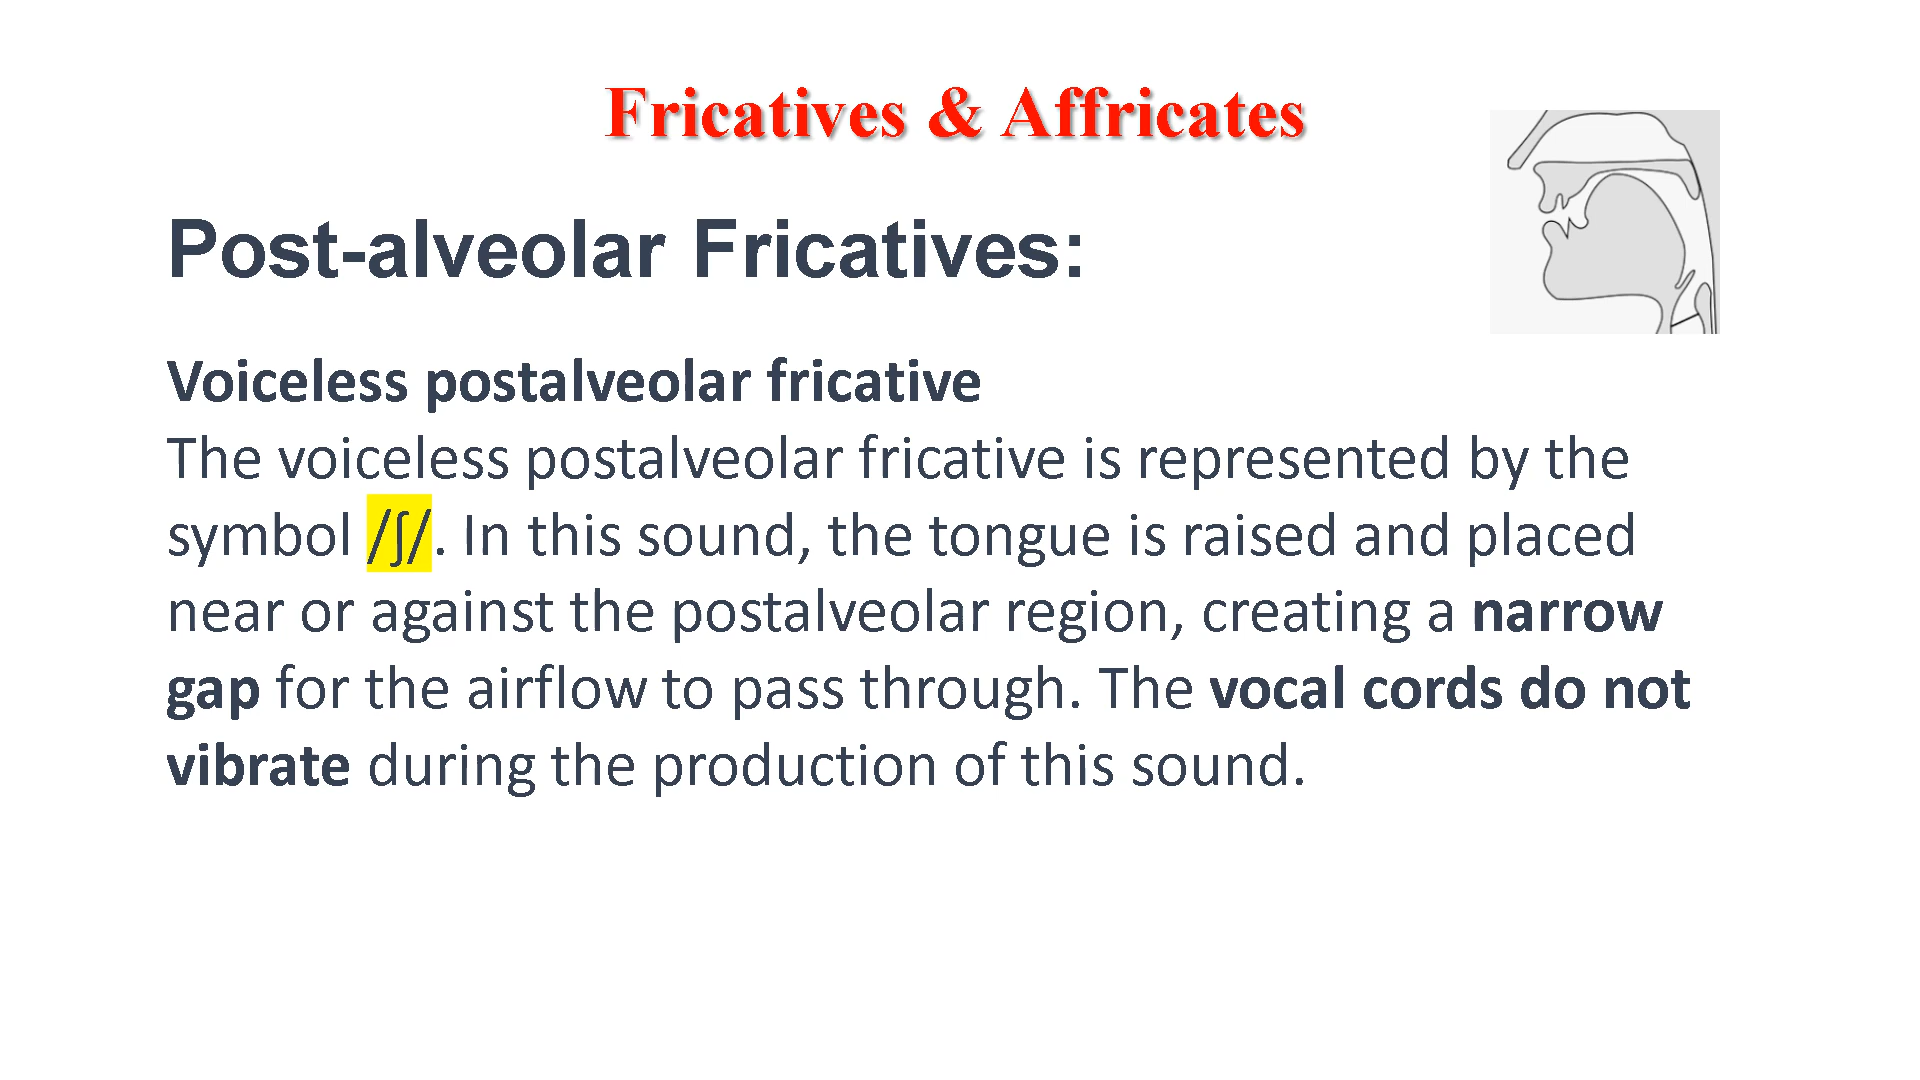 Fricatives & Affricates
Post-alveolar Fricatives:
Voiceless postalveolar fricative
The voiceless postalveolar fricative is represented by the
symbol /ʃ/. In this sound, the tongue is raised and placed
near or against the postalveolar region, creating a narrow
gap for the airflow to pass through. The vocal cords do not
vibrate during the production of this sound.